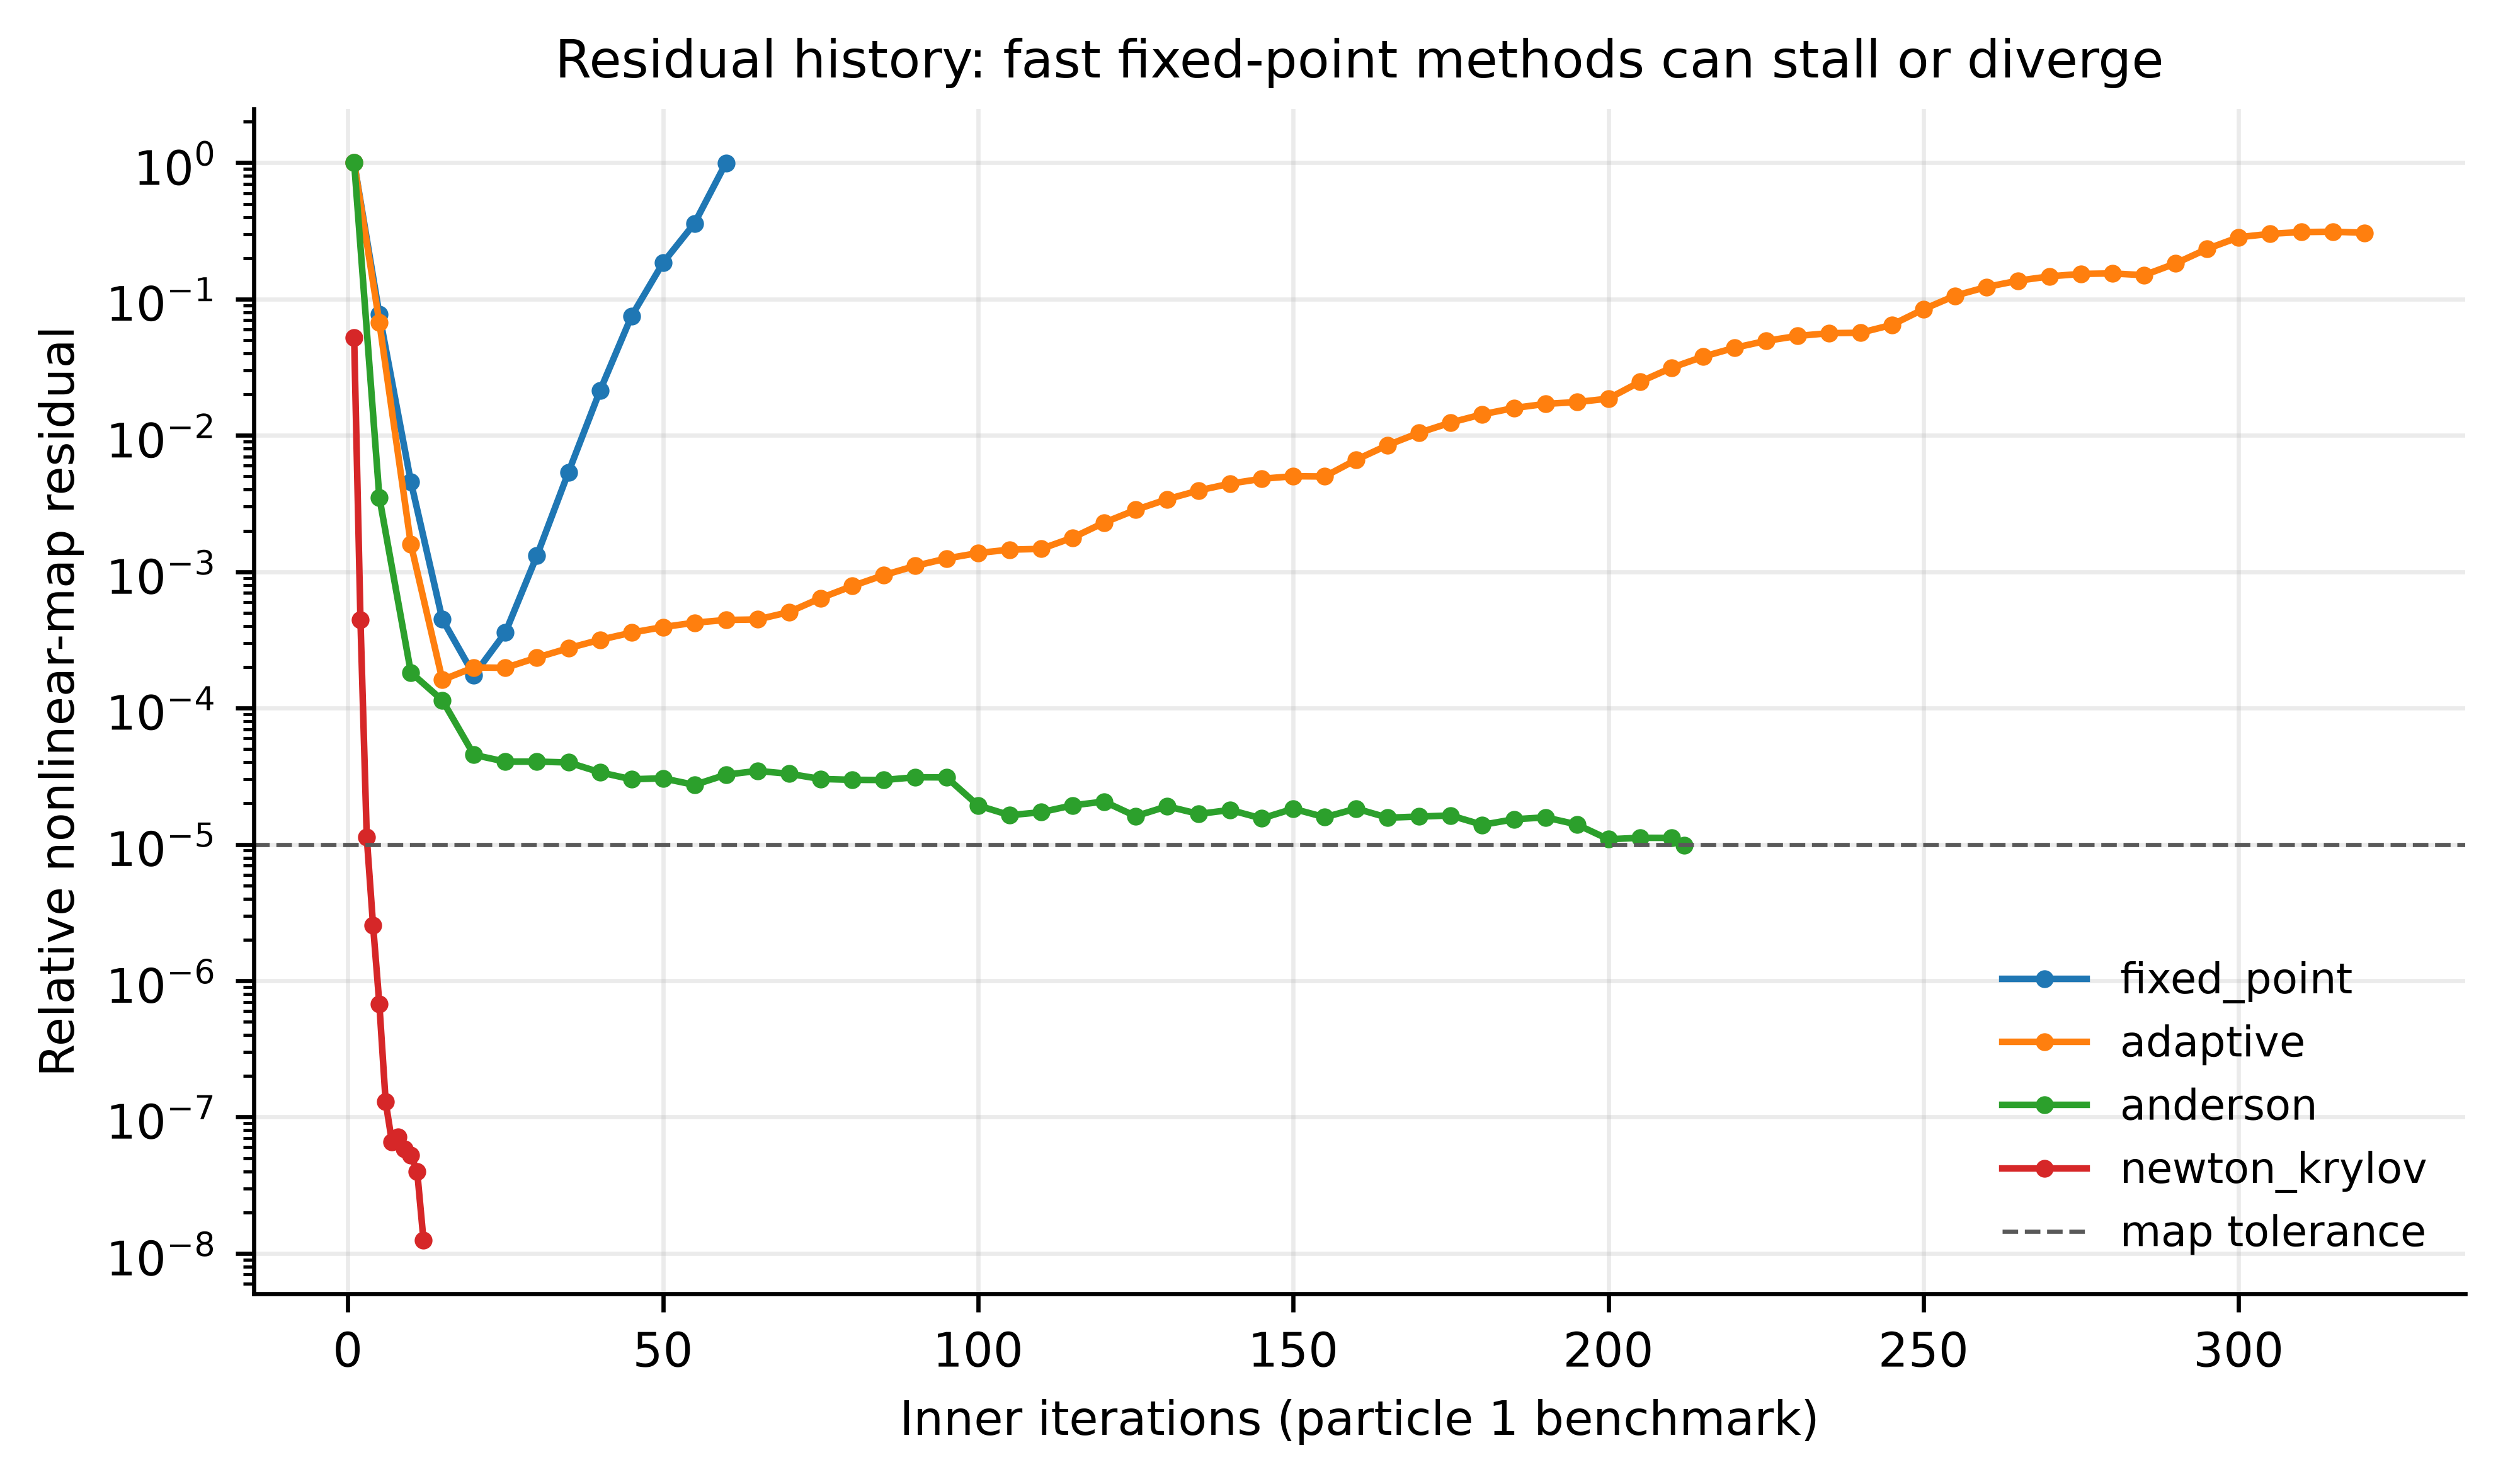 Residual history: fast fixed-point methods can stall or diverge
Relative nonlinear-map residual
10⁰
10⁻¹
10⁻²
10⁻³
10⁻⁴
10⁻⁵
10⁻⁶
10⁻⁷
10⁻⁸
fixed_point
adaptive
anderson
newton_krylov
map tolerance
0 50 100 150 200 250 300
Inner iterations (particle 1 benchmark)